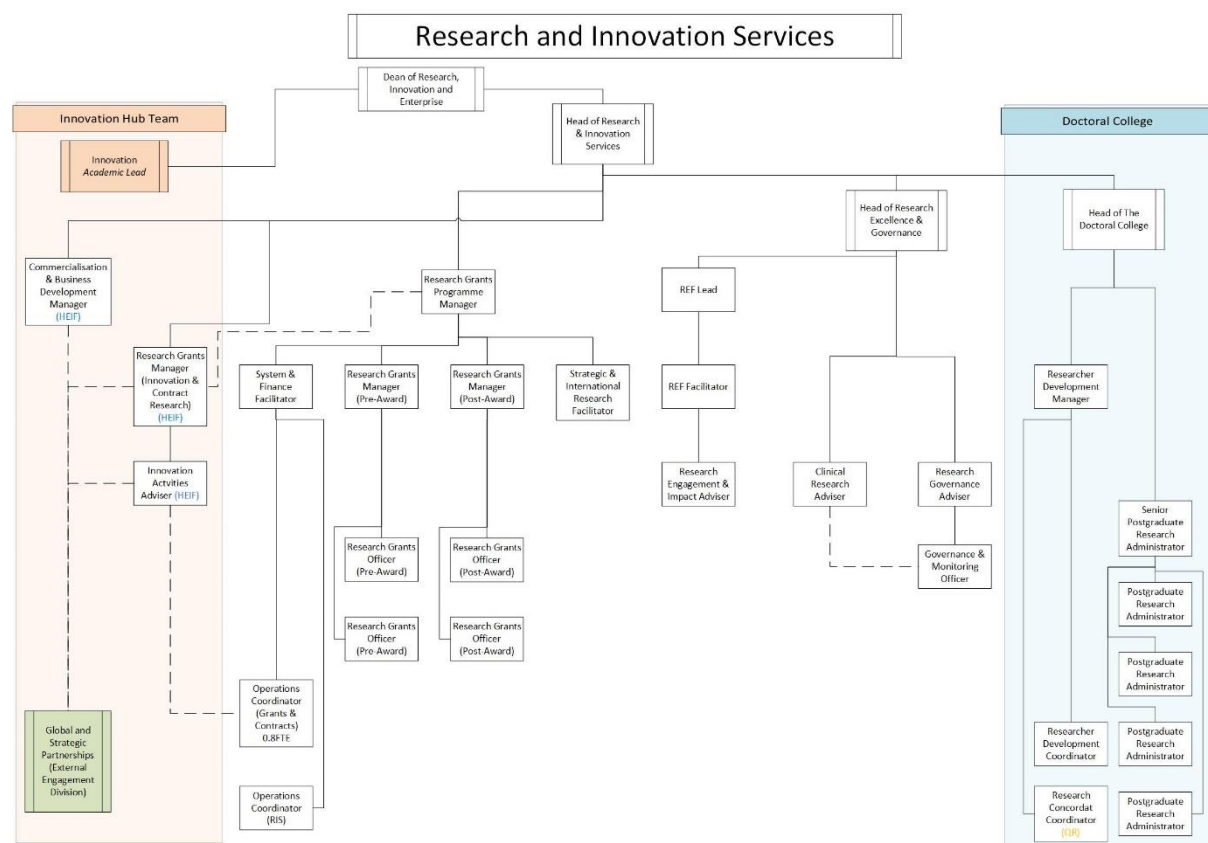 Research and Innovation Services
Dean of Research,
Innovation and
Enterprise
Innovation Hub Team
Head of Research
& Innovation
Services
Doctoral College
Innovation
Academic Lead
Head of Research
Excellence &
Governance
Head of The
Doctoral College
Commercialisation
& Business
Development
Manager
(HEIF)
Research Grants
Programme
Manager
REF Lead
Research Grants
Manager
(Innovation &
Contract
Research)
(HEIF)
System &
Finance
Facilitator
Research Grants
Manager
(Pre-Award)
Research Grants
Manager
(Post-Award)
Strategic &
International
Research
Facilitator
REF Facilitator
Researcher
Development
Manager
Innovation
Actvities
Adviser (HEIF)
Research
Engagement &
Impact Adviser
Clinical
Research
Adviser
Research
Governance
Adviser
Senior
Postgraduate
Research
Administrator
Research Grants
Officer
(Pre-Award)
Research Grants
Officer
(Post-Award)
Governance &
Monitoring
Officer
Postgraduate
Research
Administrator
Research Grants
Officer
(Pre-Award)
Research Grants
Officer
(Post-Award)
Postgraduate
Research
Administrator
Operations
Coordinator
(Grants &
Contracts)
0.8FTE
Global and
Strategic
Partnerships
(External
Engagement
Division)
Researcher
Development
Coordinator
Postgraduate
Research
Administrator
Operations
Coordinator
(RIS)
Research
Concordat
Coordinator
(QR)
Postgraduate
Research
Administrator